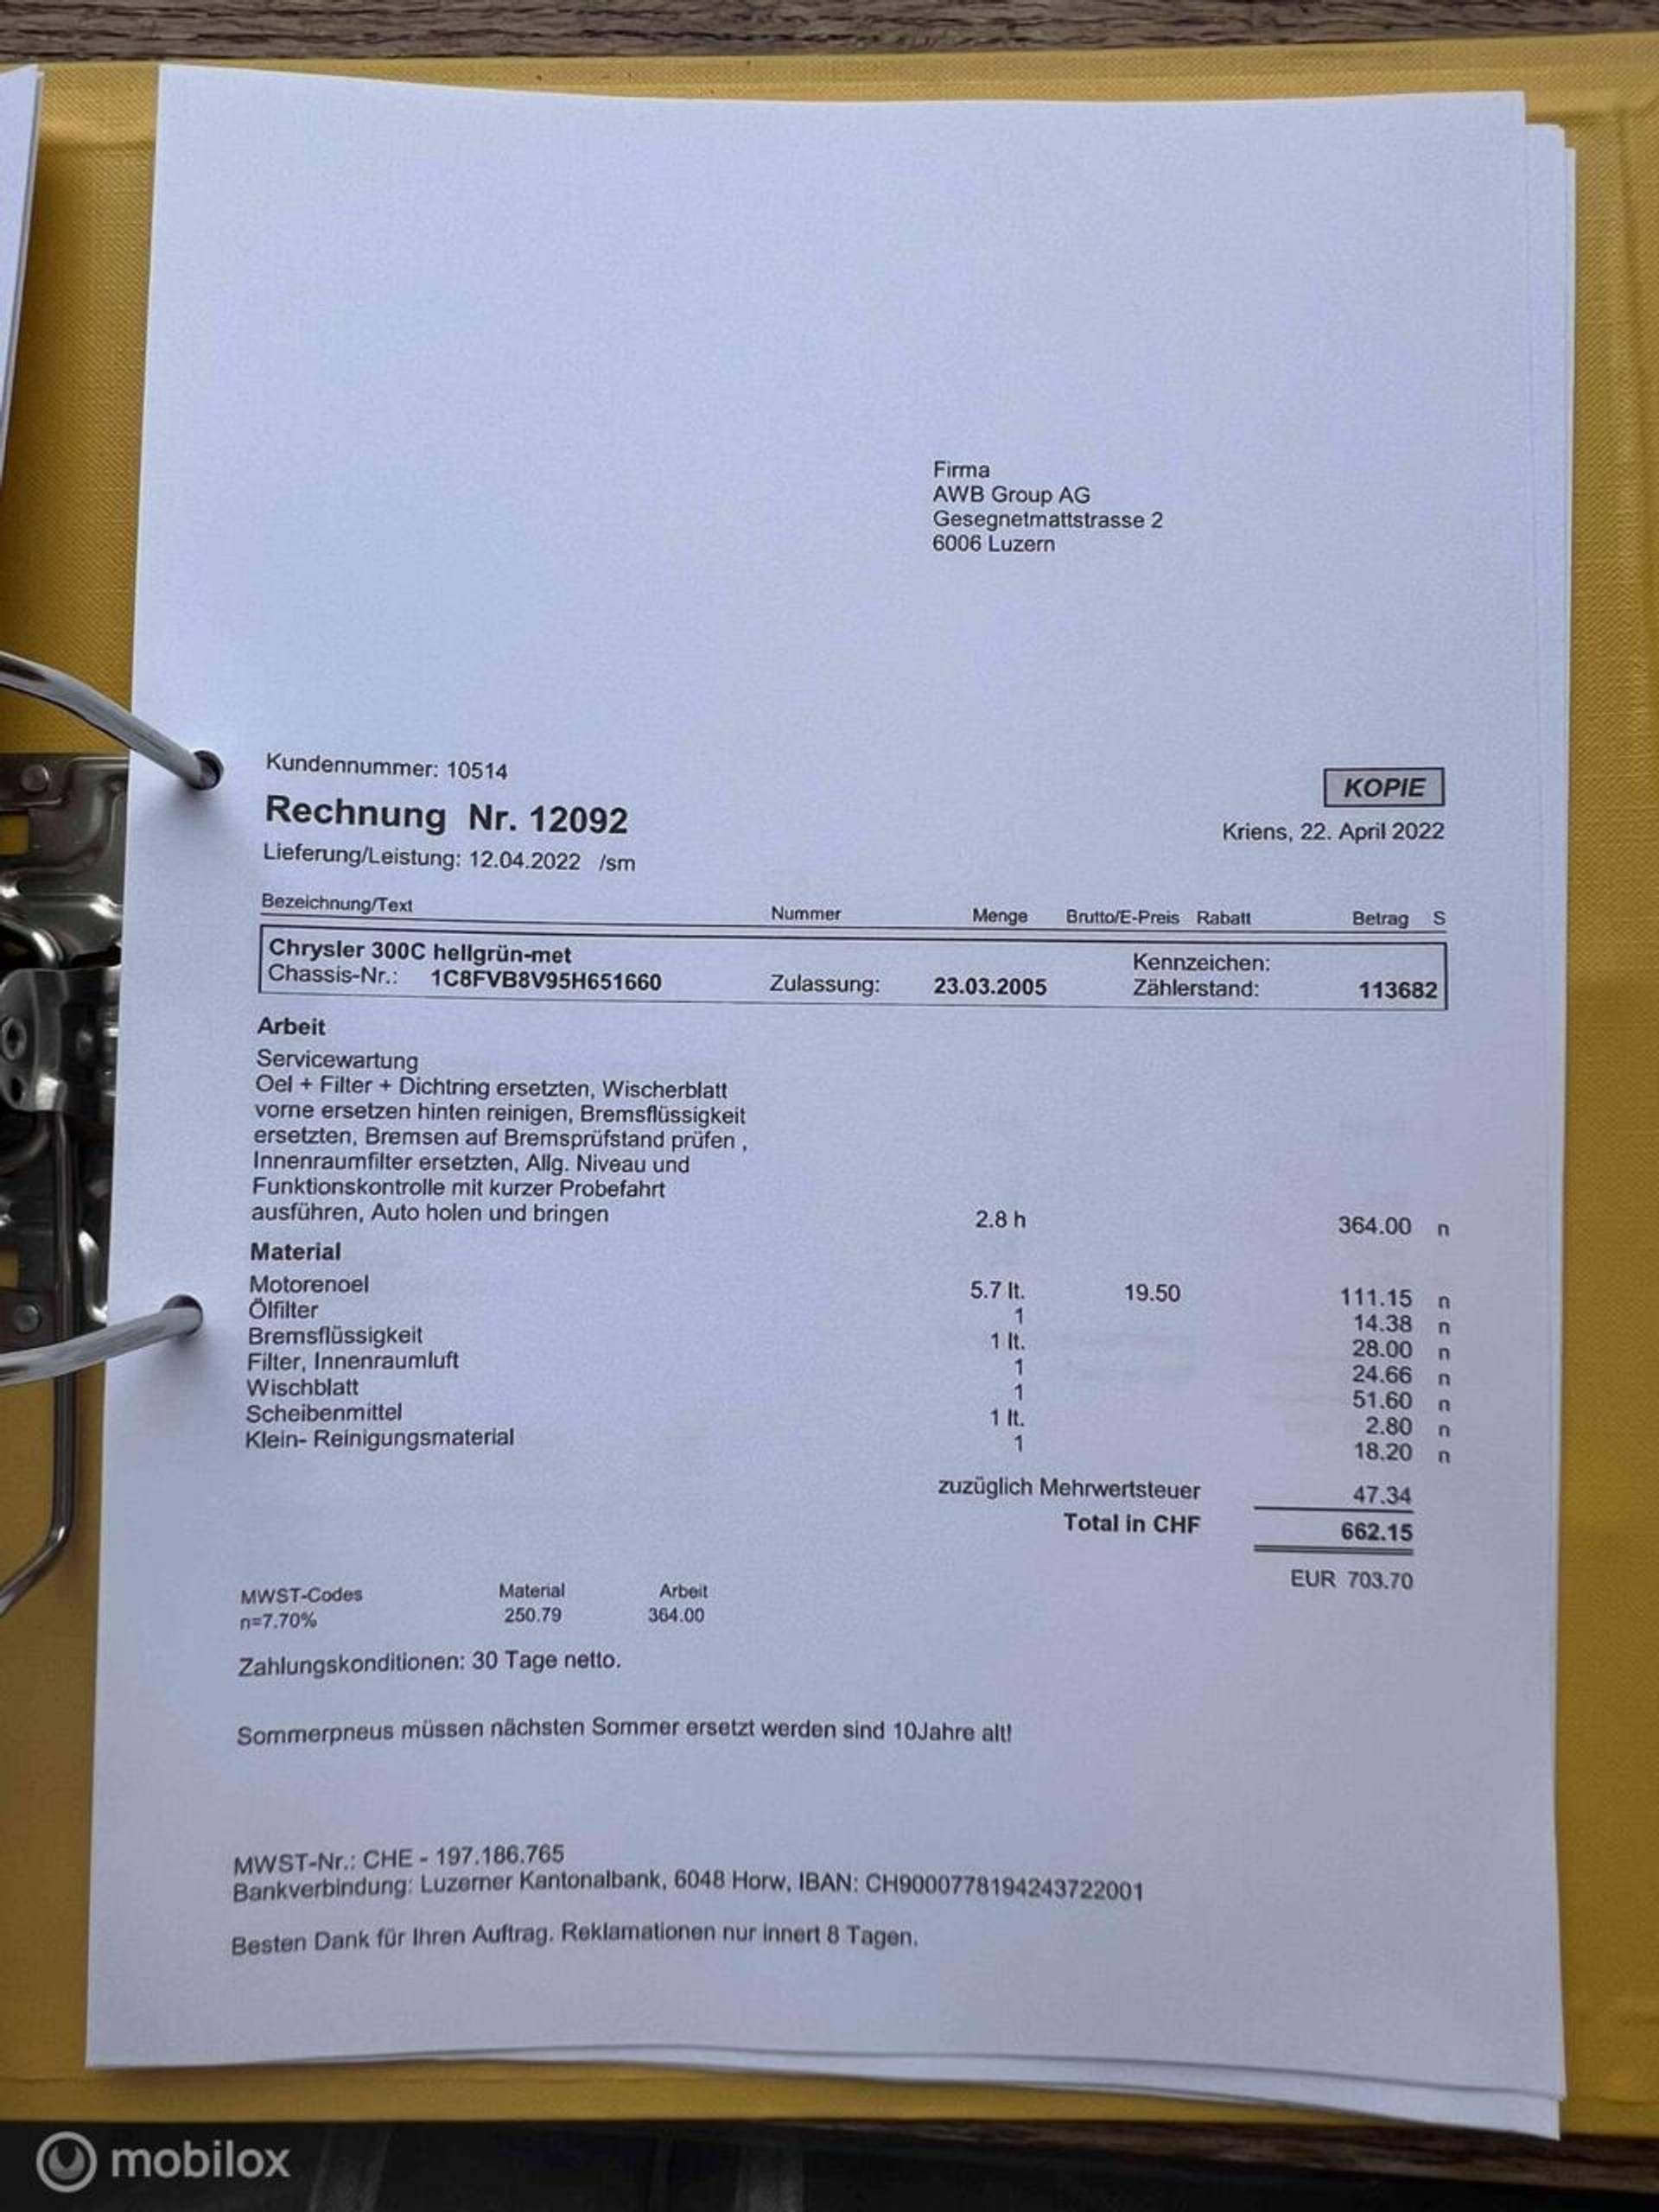 Firma
AWB Group AG
Gesegnetmattstrasse 2
6006 Luzern
Kundennummer: 10514
KOPIE
Rechnung Nr. 12092
Kriens, 22. April 2022
Lieferung/Leistung: 12.04.2022 /sm
Bezeichnung/Text Nummer Menge Brutto/E-Preis Rabatt Betrag S
Chrysler 300C hellgrün-met Kennzeichen:
Chassis-Nr.: 1C8FVB8V95H651660 Zulassung: 23.03.2005 Zählerstand: 113682
Arbeit
Servicewartung
Oel + Filter + Dichtring ersetzten, Wischerblatt
vorne ersetzen hinten reinigen, Bremsflüssigkeit
ersetzten, Bremsen auf Bremsprüfstand prüfen ,
Innenraumfilter ersetzten, Allg. Niveau und
Funktionskontrolle mit kurzer Probefahrt
ausführen, Auto holen und bringen 2.8 h 364.00 n
Material
Motorenoel 5.7 lt. 19.50 111.15 n
Ölfilter 1 14.38 n
Bremsflüssigkeit 1 lt. 28.00 n
Filter, Innenraumluft 1 24.66 n
Wischblatt 1 51.60 n
Scheibenmittel 1 lt. 2.80 n
Klein- Reinigungsmaterial 1 18.20 n
zuzüglich Mehrwertsteuer 47.34
Total in CHF 662.15
EUR 703.70
MWST-Codes Material Arbeit
n=7.70% 250.79 364.00
Zahlungskonditionen: 30 Tage netto.
Sommerpneus müssen nächsten Sommer ersetzt werden sind 10Jahre alt!
MWST-Nr.: CHE - 197.186.765
Bankverbindung: Luzerner Kantonalbank, 6048 Horw, IBAN: CH9000778194243722001
Besten Dank für Ihren Auftrag. Reklamationen nur innert 8 Tagen.
mobilox